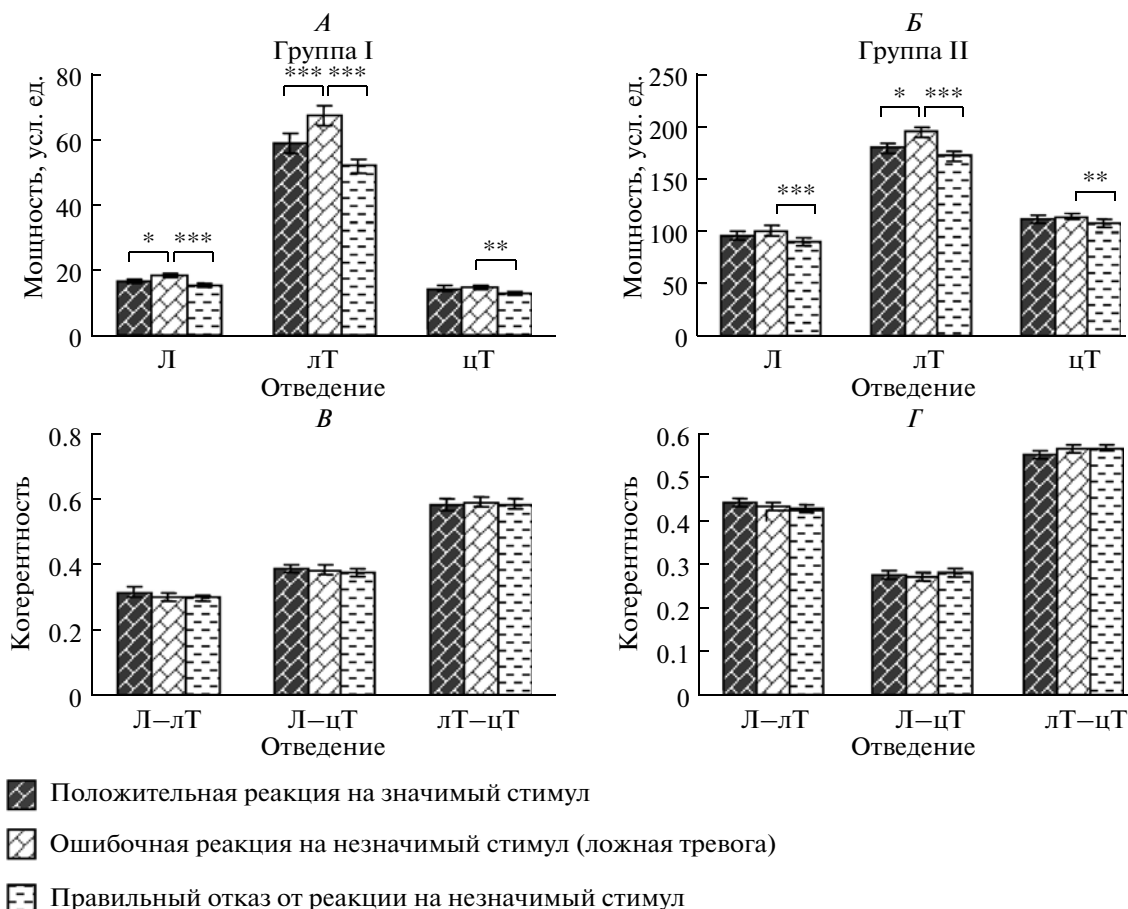 А
Группа I
Мощность, усл. ед.
80
60
40
20
0
* *** *** *** **
Л лТ цТ
Отведение
Б
Группа II
Мощность, усл. ед.
250
200
150
100
50
0
*** * *** **
Л лТ цТ
Отведение
В
Когерентность
0.8
0.6
0.4
0.2
0
Л–лТ Л–цТ лТ–цТ
Отведение
Г
Когерентность
0.6
0.5
0.4
0.3
0.2
0.1
0
Л–лТ Л–цТ лТ–цТ
Отведение
Положительная реакция на значимый стимул
Ошибочная реакция на незначимый стимул (ложная тревога)
Правильный отказ от реакции на незначимый стимул